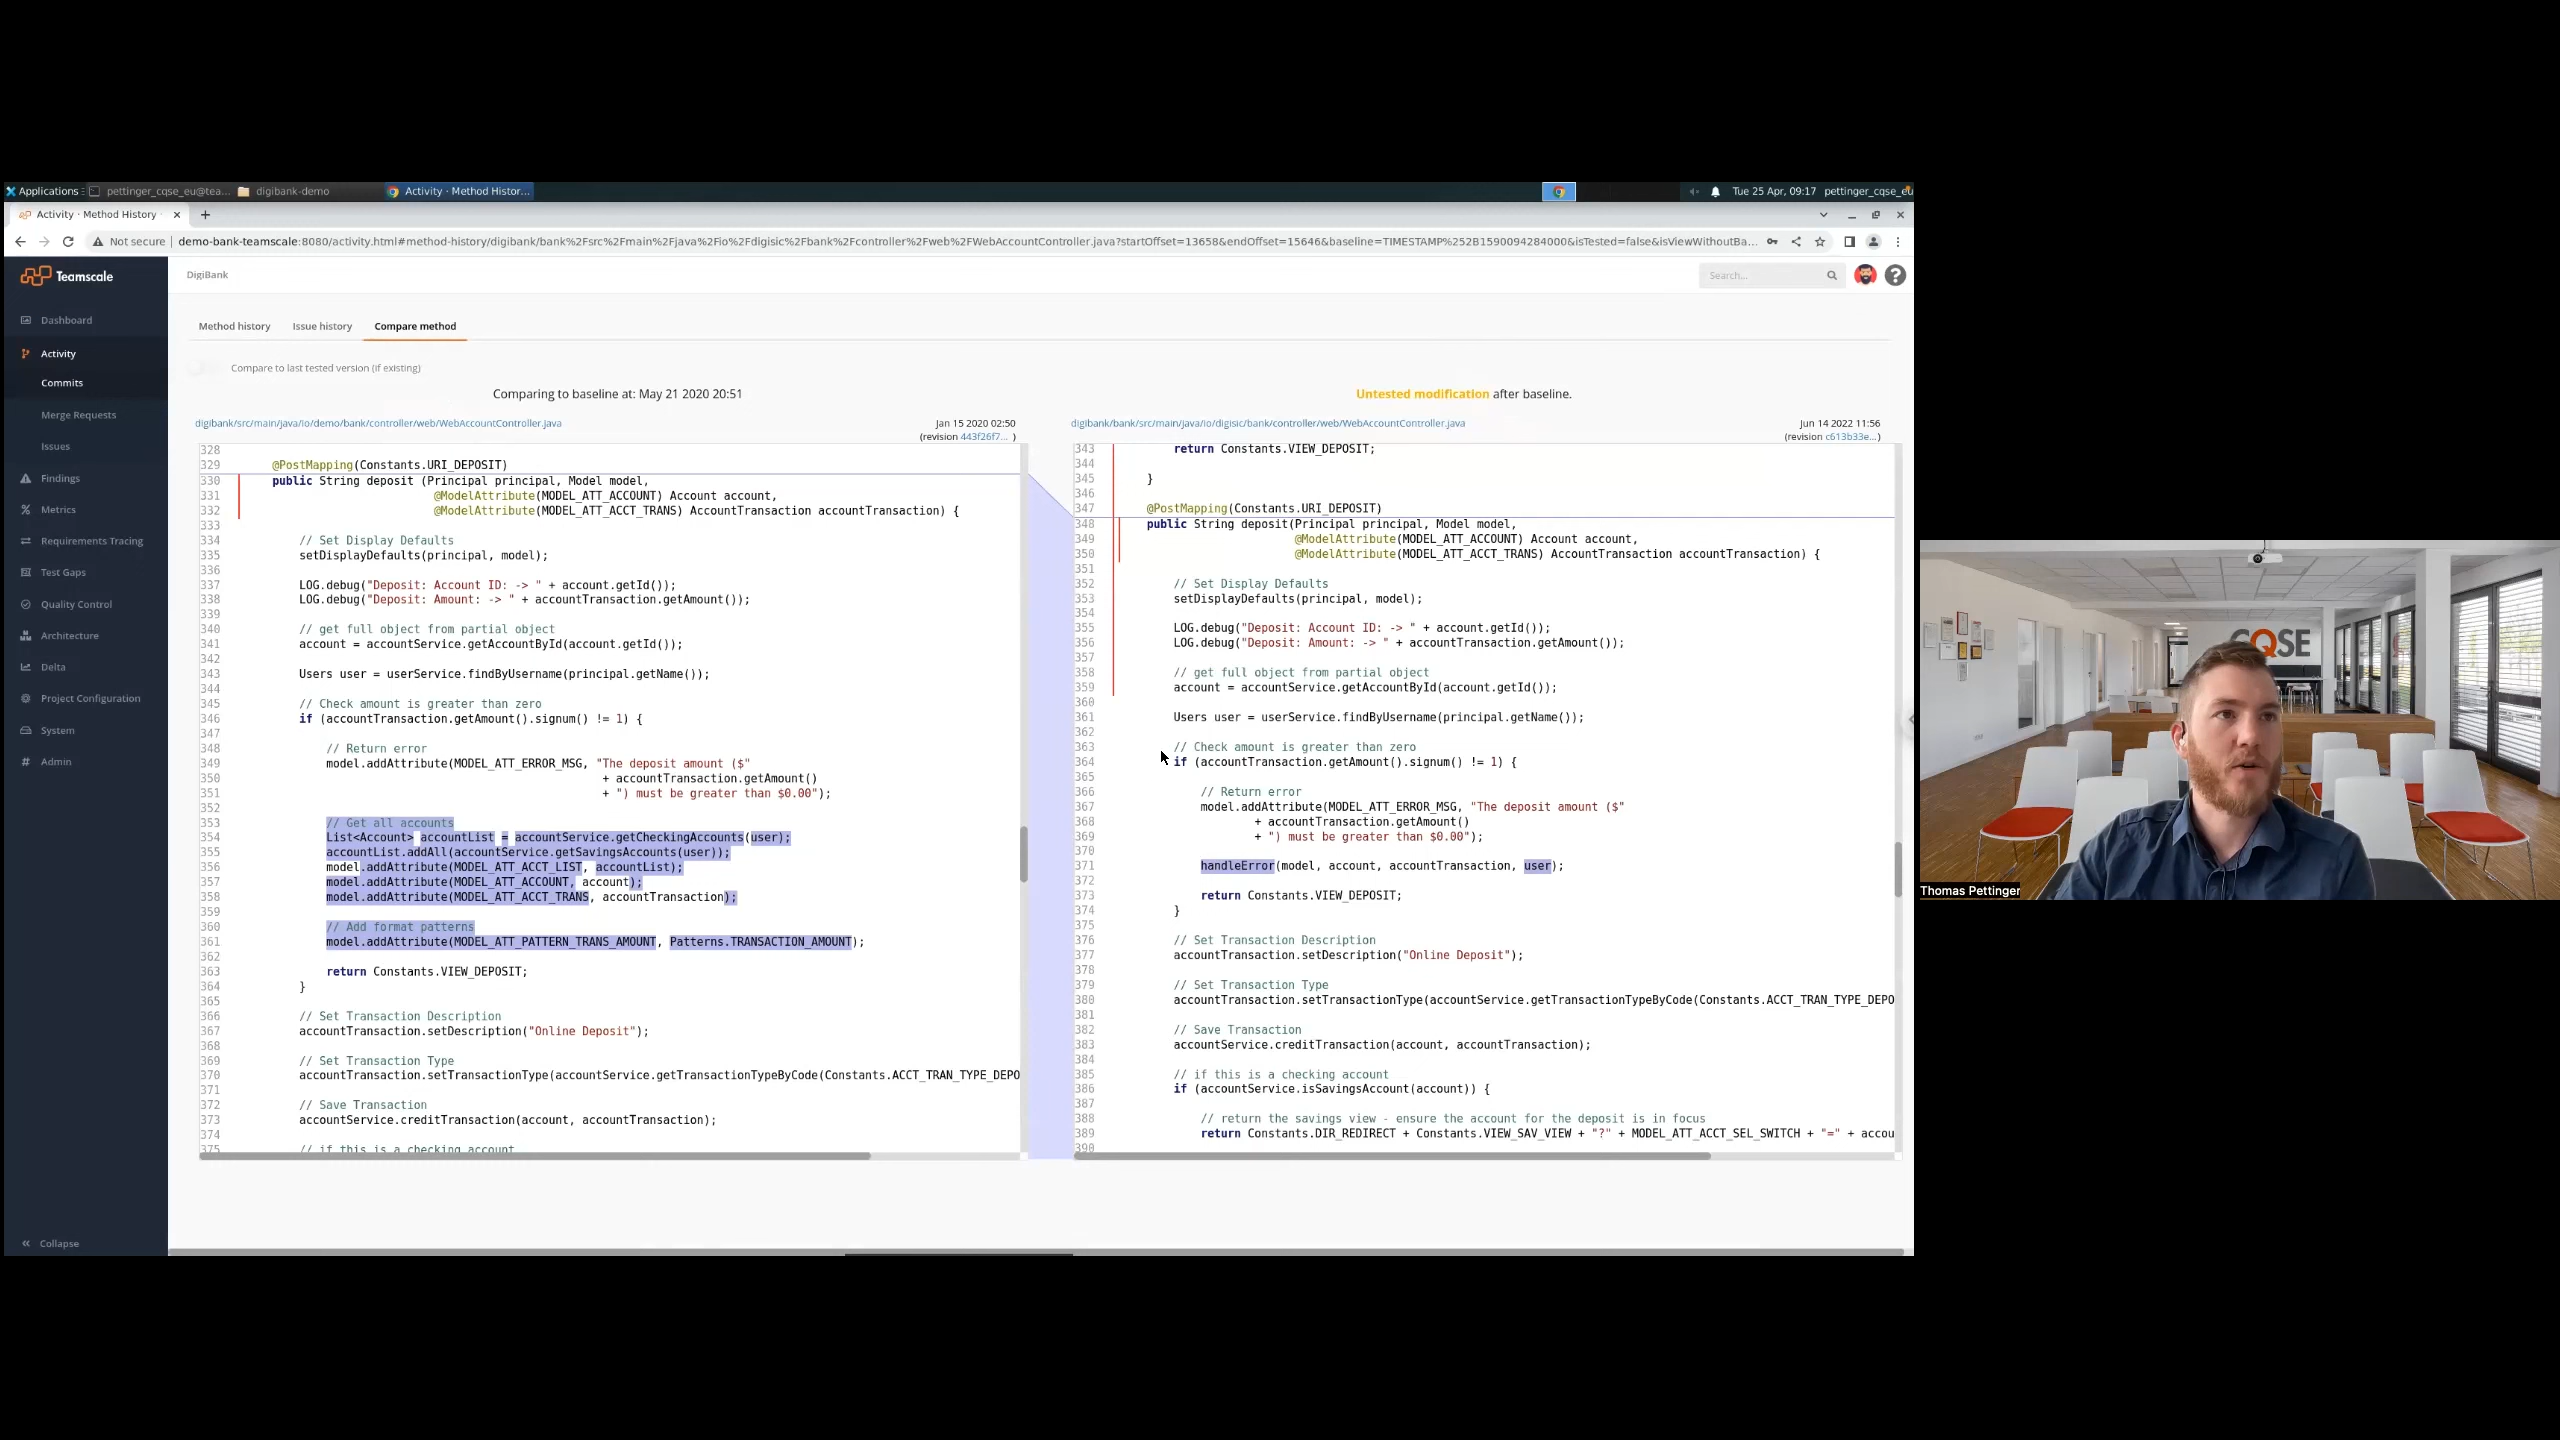 Applications
pettinger_cqse_eu@tea...
digibank-demo
Activity · Method Histor...
Tue 25 Apr, 09:17
pettinger_cqse_eu
Activity · Method History
Not secure
demo-bank-teamscale:8080/activity.html#method-history/digibank/bank%2Fsrc%2Fmain%2Fjava%2Fio%2Fdigisic%2Fbank%2Fcontroller%2Fweb%2FWebAccountController.java?startOffset=13658&endOffset=15646&baseline=TIMESTAMP%252B1590094284000&isTested=false&isViewWithoutBa...
Teamscale
DigiBank
Search...
Dashboard
Activity
Commits
Merge Requests
Issues
Findings
Metrics
Requirements Tracing
Test Gaps
Quality Control
Architecture
Delta
Project Configuration
System
# Admin
Collapse
Method history
Issue history
Compare method
Compare to last tested version (if existing)
Comparing to baseline at: May 21 2020 20:51
digibank/src/main/java/io/demo/bank/controller/web/WebAccountController.java
Jan 15 2020 02:50
(revision 443f26f7... )
328
329 @PostMapping(Constants.URI_DEPOSIT)
330 public String deposit (Principal principal, Model model,
331 @ModelAttribute(MODEL_ATT_ACCOUNT) Account account,
332 @ModelAttribute(MODEL_ATT_ACCT_TRANS) AccountTransaction accountTransaction) {
333
334 // Set Display Defaults
335 setDisplayDefaults(principal, model);
336
337 LOG.debug("Deposit: Account ID: -> " + account.getId());
338 LOG.debug("Deposit: Amount: -> " + accountTransaction.getAmount());
339
340 // get full object from partial object
341 account = accountService.getAccountById(account.getId());
342
343 Users user = userService.findByUsername(principal.getName());
344
345 // Check amount is greater than zero
346 if (accountTransaction.getAmount().signum() != 1) {
347
348 // Return error
349 model.addAttribute(MODEL_ATT_ERROR_MSG, "The deposit amount ($"
350 + accountTransaction.getAmount()
351 + ") must be greater than $0.00");
352
353 // Get all accounts
354 List<Account> accountList = accountService.getCheckingAccounts(user);
355 accountList.addAll(accountService.getSavingsAccounts(user));
356 model.addAttribute(MODEL_ATT_ACCT_LIST, accountList);
357 model.addAttribute(MODEL_ATT_ACCOUNT, account);
358 model.addAttribute(MODEL_ATT_ACCT_TRANS, accountTransaction);
359
360 // Add format patterns
361 model.addAttribute(MODEL_ATT_PATTERN_TRANS_AMOUNT, Patterns.TRANSACTION_AMOUNT);
362
363 return Constants.VIEW_DEPOSIT;
364 }
365
366 // Set Transaction Description
367 accountTransaction.setDescription("Online Deposit");
368
369 // Set Transaction Type
370 accountTransaction.setTransactionType(accountService.getTransactionTypeByCode(Constants.ACCT_TRAN_TYPE_DEPO
371
372 // Save Transaction
373 accountService.creditTransaction(account, accountTransaction);
374
375 // if this is a checking account
Untested modification after baseline.
digibank/bank/src/main/java/io/digisic/bank/controller/web/WebAccountController.java
Jun 14 2022 11:56
(revision c613b33e...)
343 return Constants.VIEW_DEPOSIT;
344
345 }
346
347 @PostMapping(Constants.URI_DEPOSIT)
348 public String deposit(Principal principal, Model model,
349 @ModelAttribute(MODEL_ATT_ACCOUNT) Account account,
350 @ModelAttribute(MODEL_ATT_ACCT_TRANS) AccountTransaction accountTransaction) {
351
352 // Set Display Defaults
353 setDisplayDefaults(principal, model);
354
355 LOG.debug("Deposit: Account ID: -> " + account.getId());
356 LOG.debug("Deposit: Amount: -> " + accountTransaction.getAmount());
357
358 // get full object from partial object
359 account = accountService.getAccountById(account.getId());
360
361 Users user = userService.findByUsername(principal.getName());
362
363 // Check amount is greater than zero
364 if (accountTransaction.getAmount().signum() != 1) {
365
366 // Return error
367 model.addAttribute(MODEL_ATT_ERROR_MSG, "The deposit amount ($"
368 + accountTransaction.getAmount()
369 + ") must be greater than $0.00");
370
371 handleError(model, account, accountTransaction, user);
372
373 return Constants.VIEW_DEPOSIT;
374 }
375
376 // Set Transaction Description
377 accountTransaction.setDescription("Online Deposit");
378
379 // Set Transaction Type
380 accountTransaction.setTransactionType(accountService.getTransactionTypeByCode(Constants.ACCT_TRAN_TYPE_DEPO
381
382 // Save Transaction
383 accountService.creditTransaction(account, accountTransaction);
384
385 // if this is a checking account
386 if (accountService.isSavingsAccount(account)) {
387
388 // return the savings view - ensure the account for the deposit is in focus
389 return Constants.DIR_REDIRECT + Constants.VIEW_SAV_VIEW + "?" + MODEL_ATT_ACCT_SEL_SWITCH + "=" + accou
390
CQSE
Thomas Pettinger